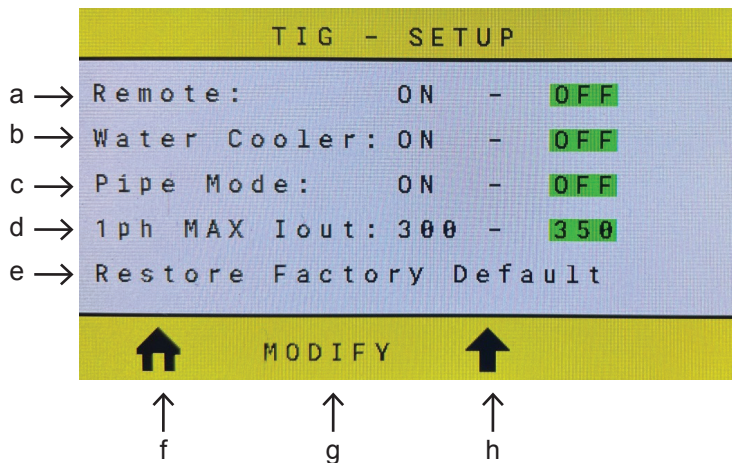 TIG - SETUP
a Remote: ON - OFF
b Water Cooler: ON - OFF
c Pipe Mode: ON - OFF
d 1ph MAX Iout: 300 - 350
e Restore Factory Default
MODIFY
f g h